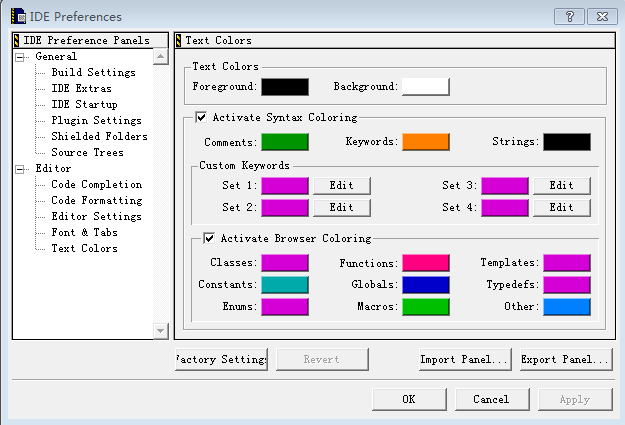 IDE Preferences
IDE Preference Panels
General
Build Settings
IDE Extras
IDE Startup
Plugin Settings
Shielded Folders
Source Trees
Editor
Code Completion
Code Formatting
Editor Settings
Font & Tabs
Text Colors
Text Colors
Text Colors
Foreground: Background:
Activate Syntax Coloring
Comments: Keywords: Strings:
Custom Keywords
Set 1: Edit Set 3: Edit
Set 2: Edit Set 4: Edit
Activate Browser Coloring
Classes: Functions: Templates:
Constants: Globals: Typedefs:
Enums: Macros: Other:
Factory Settings Revert Import Panel... Export Panel...
OK Cancel Apply